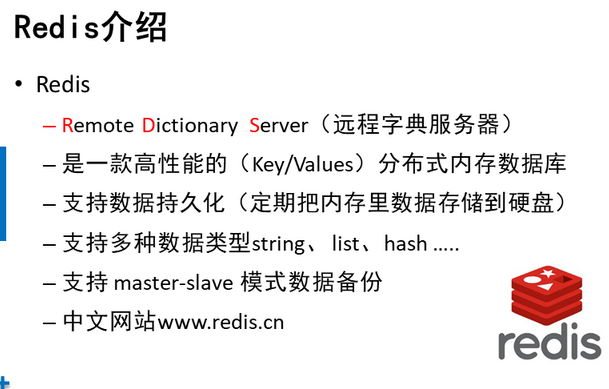 Redis介绍
• Redis
– Remote Dictionary Server（远程字典服务器）
– 是一款高性能的（Key/Values）分布式内存数据库
– 支持数据持久化（定期把内存里数据存储到硬盘）
– 支持多种数据类型string、list、hash .....
– 支持 master-slave 模式数据备份
– 中文网站www.redis.cn
redis